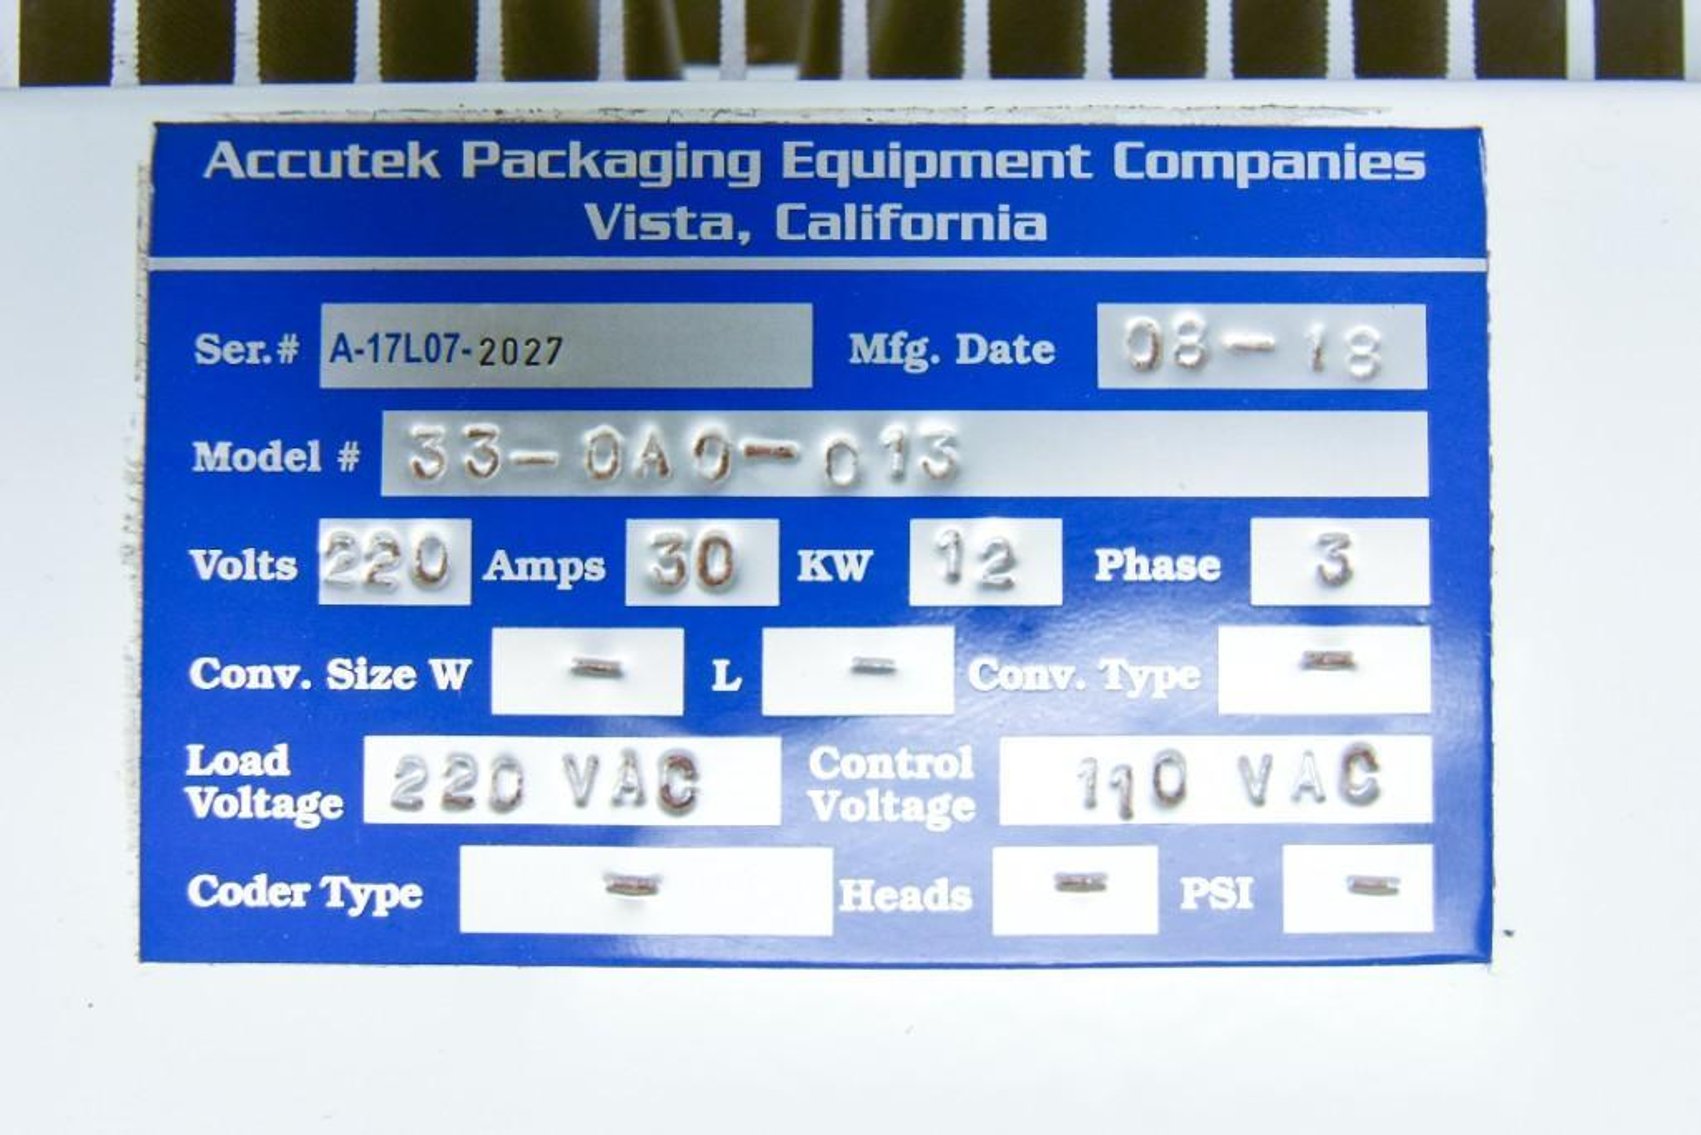 Accutek Packaging Equipment Companies
Vista, California
Ser.# A-17L07-2027 Mfg. Date 08-18
Model # 33-0A0-013
Volts 220 Amps 30 KW 12 Phase 3
Conv. Size W - L - Conv. Type -
Load Voltage 220 VAC Control Voltage 110 VAC
Coder Type - Heads - PSI -